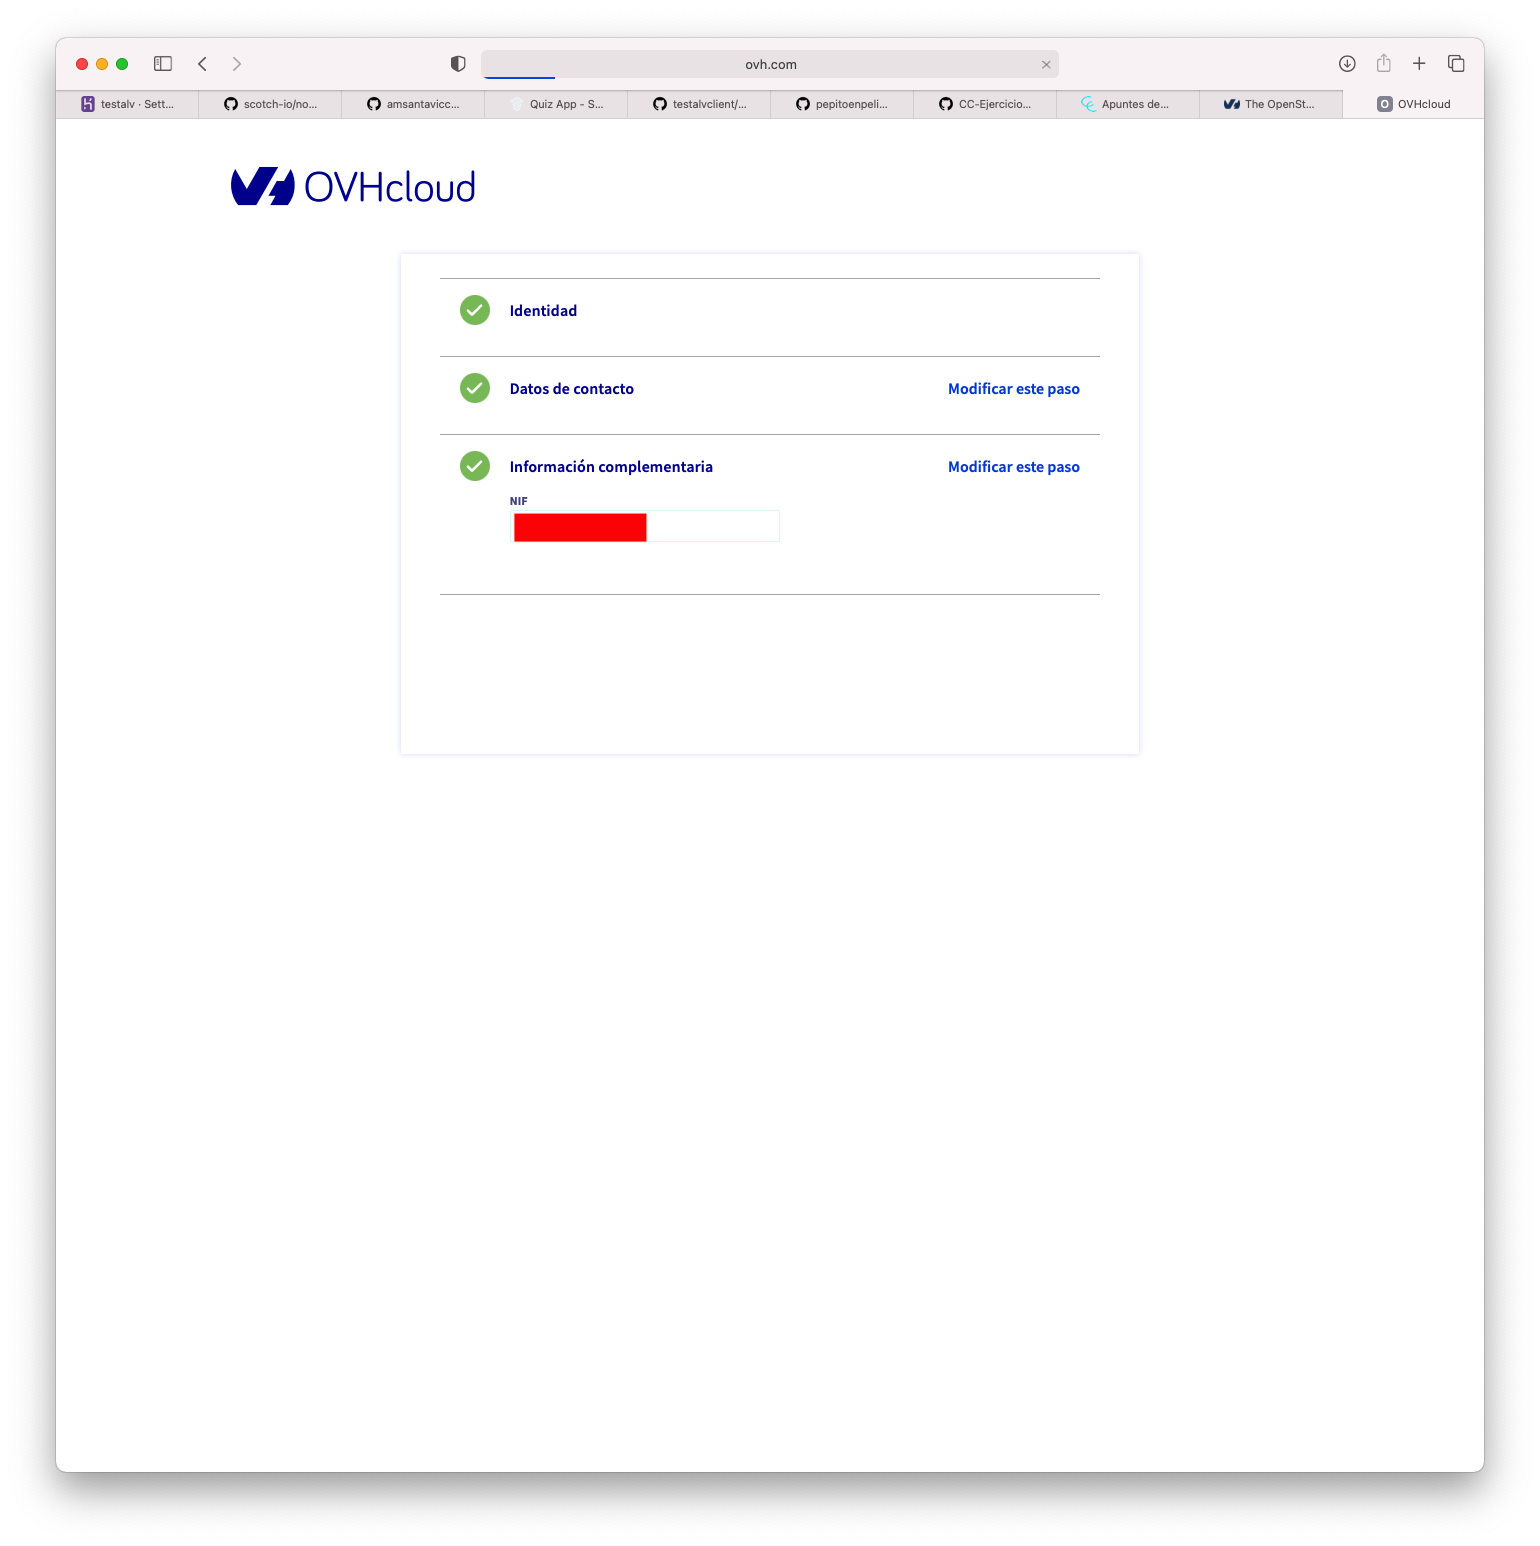 ovh.com
testalv · Sett...
scotch-io/no...
amsantavicc...
Quiz App - S...
testalvclient/...
pepitoenpeli...
CC-Ejercicio...
Apuntes de...
The OpenSt...
O OVHcloud
OVHcloud
Identidad
Datos de contacto Modificar este paso
Información complementaria Modificar este paso
NIF